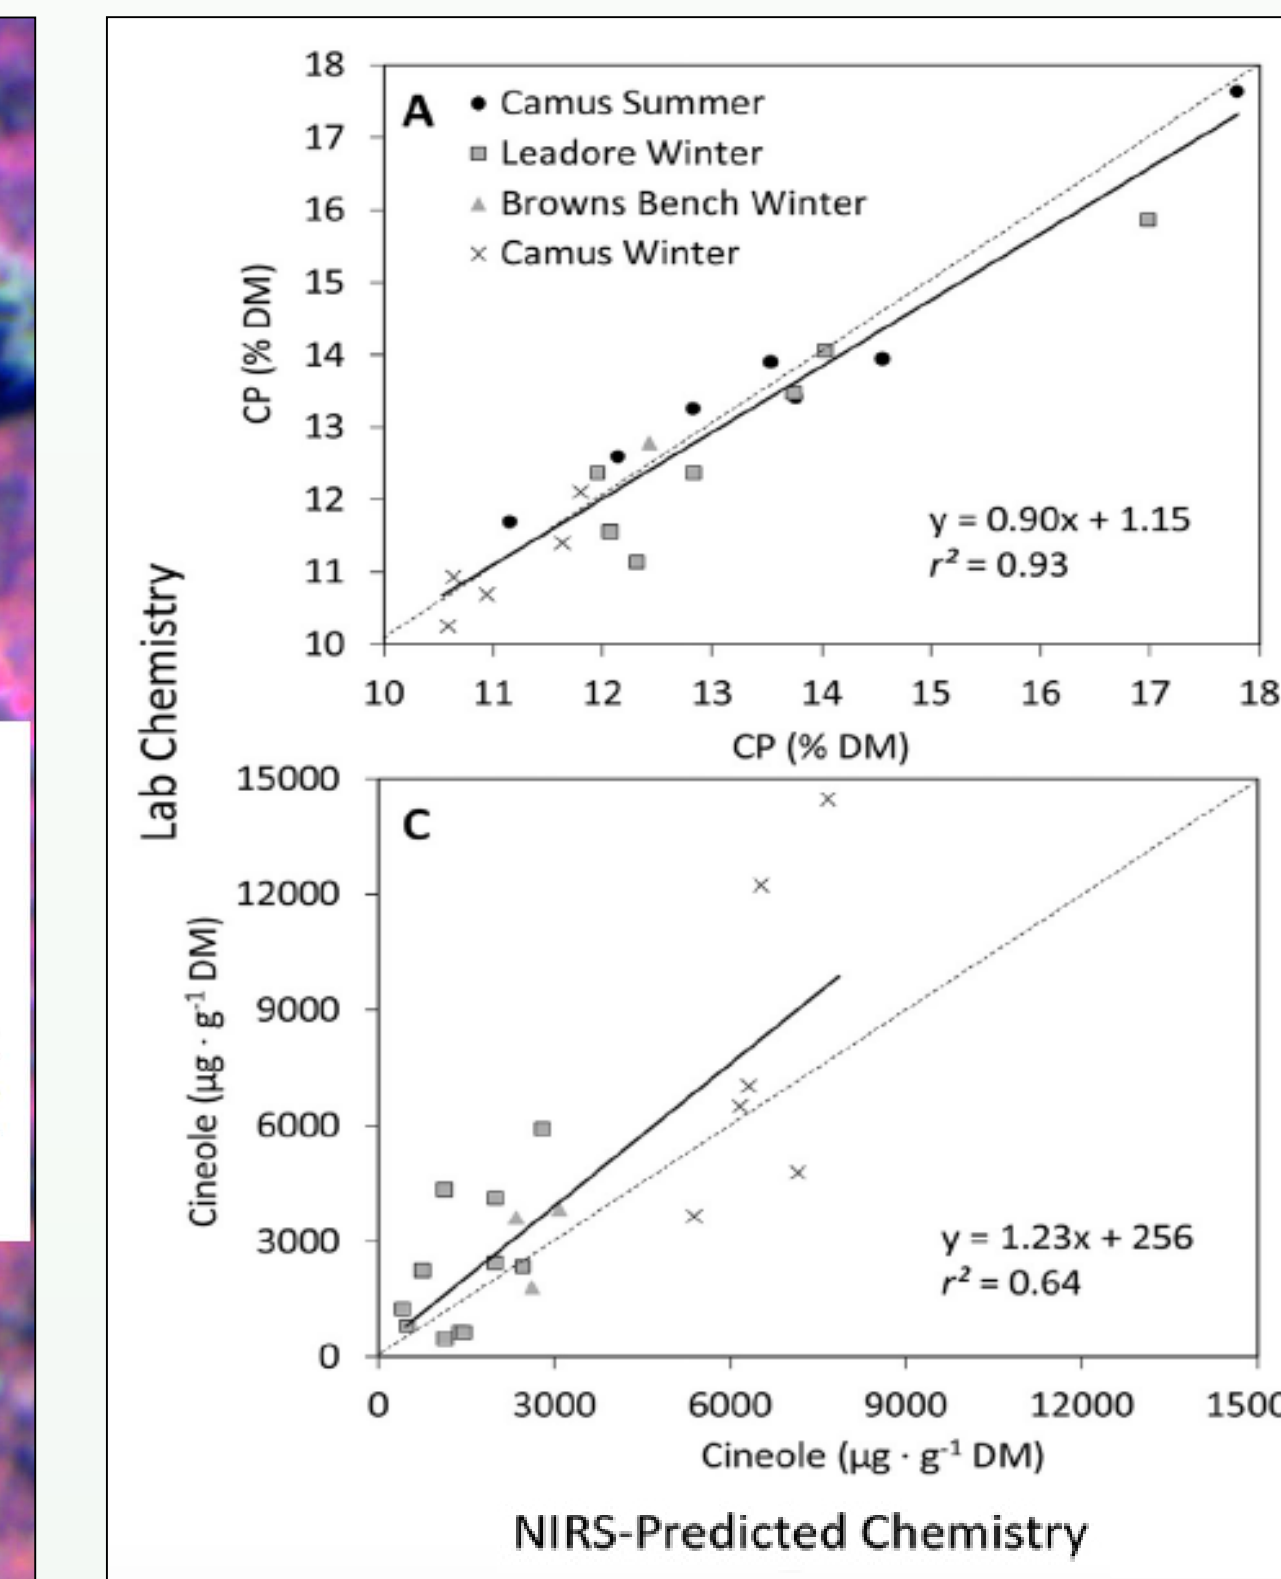 Lab Chemistry
18
17
16
15
14
13
12
11
10
CP (% DM)
A
Camus Summer
Leadore Winter
Browns Bench Winter
Camus Winter
y = 0.90x + 1.15
r² = 0.93
10 11 12 13 14 15 16 17 18
CP (% DM)
15000
12000
9000
6000
3000
0
Cineole (µg · g⁻¹ DM)
C
y = 1.23x + 256
r² = 0.64
0 3000 6000 9000 12000 1500
Cineole (µg · g⁻¹ DM)
NIRS-Predicted Chemistry